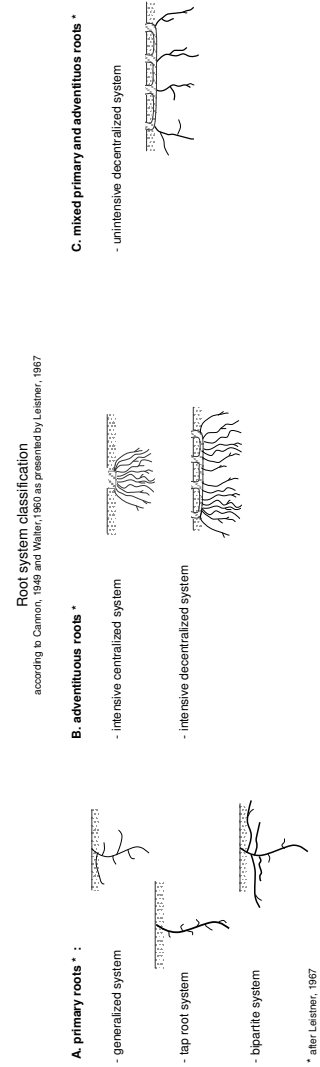 Root system classification
according to Cannon, 1949 and Walter,1960 as presented by Leistner, 1967
A. primary roots * :
- generalized system
- tap root system
- bipartite system
* after Leistner, 1967
B. adventituous roots *
- intensive centralized system
- intensive decentralized system
C. mixed primary and adventituos roots *
- unintensive decentralized system